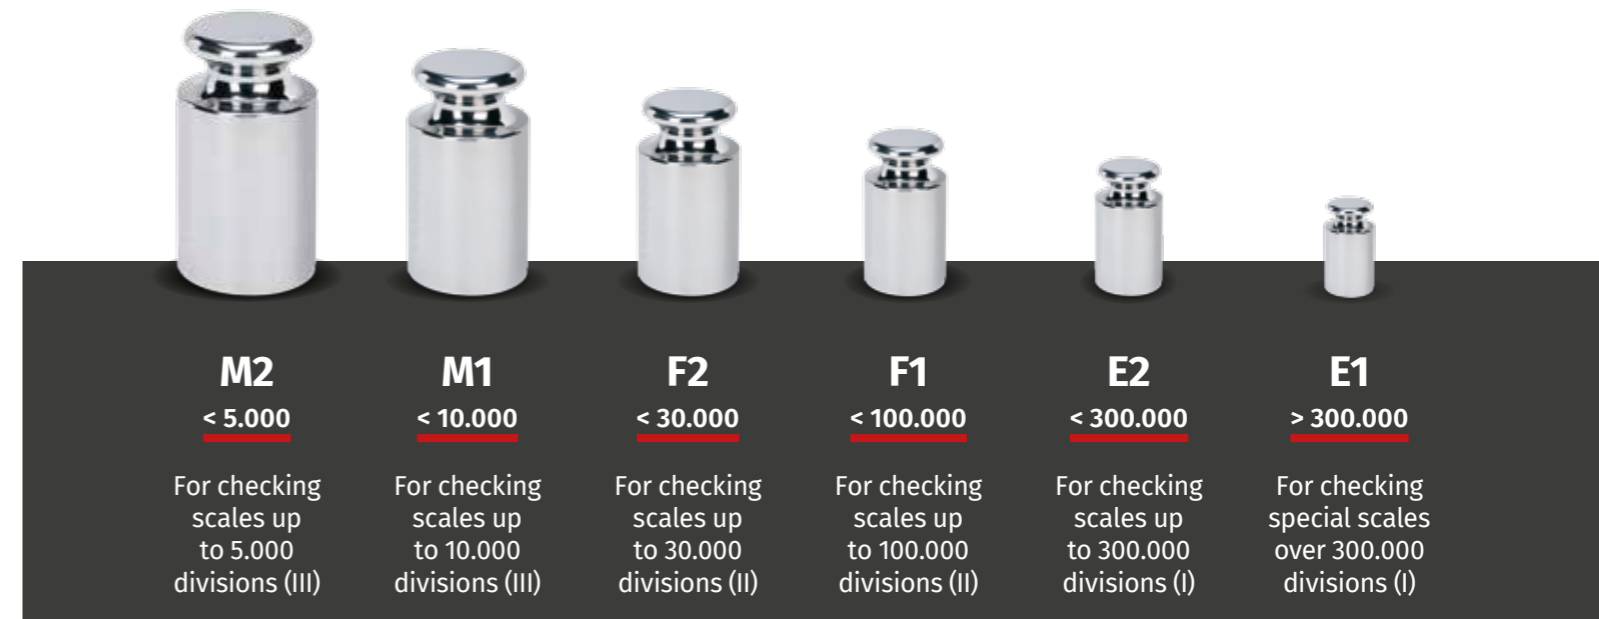 M2
< 5.000
For checking
scales up
to 5.000
divisions (III)
M1
< 10.000
For checking
scales up
to 10.000
divisions (III)
F2
< 30.000
For checking
scales up
to 30.000
divisions (II)
F1
< 100.000
For checking
scales up
to 100.000
divisions (II)
E2
< 300.000
For checking
scales up
to 300.000
divisions (I)
E1
> 300.000
For checking
special scales
over 300.000
divisions (I)